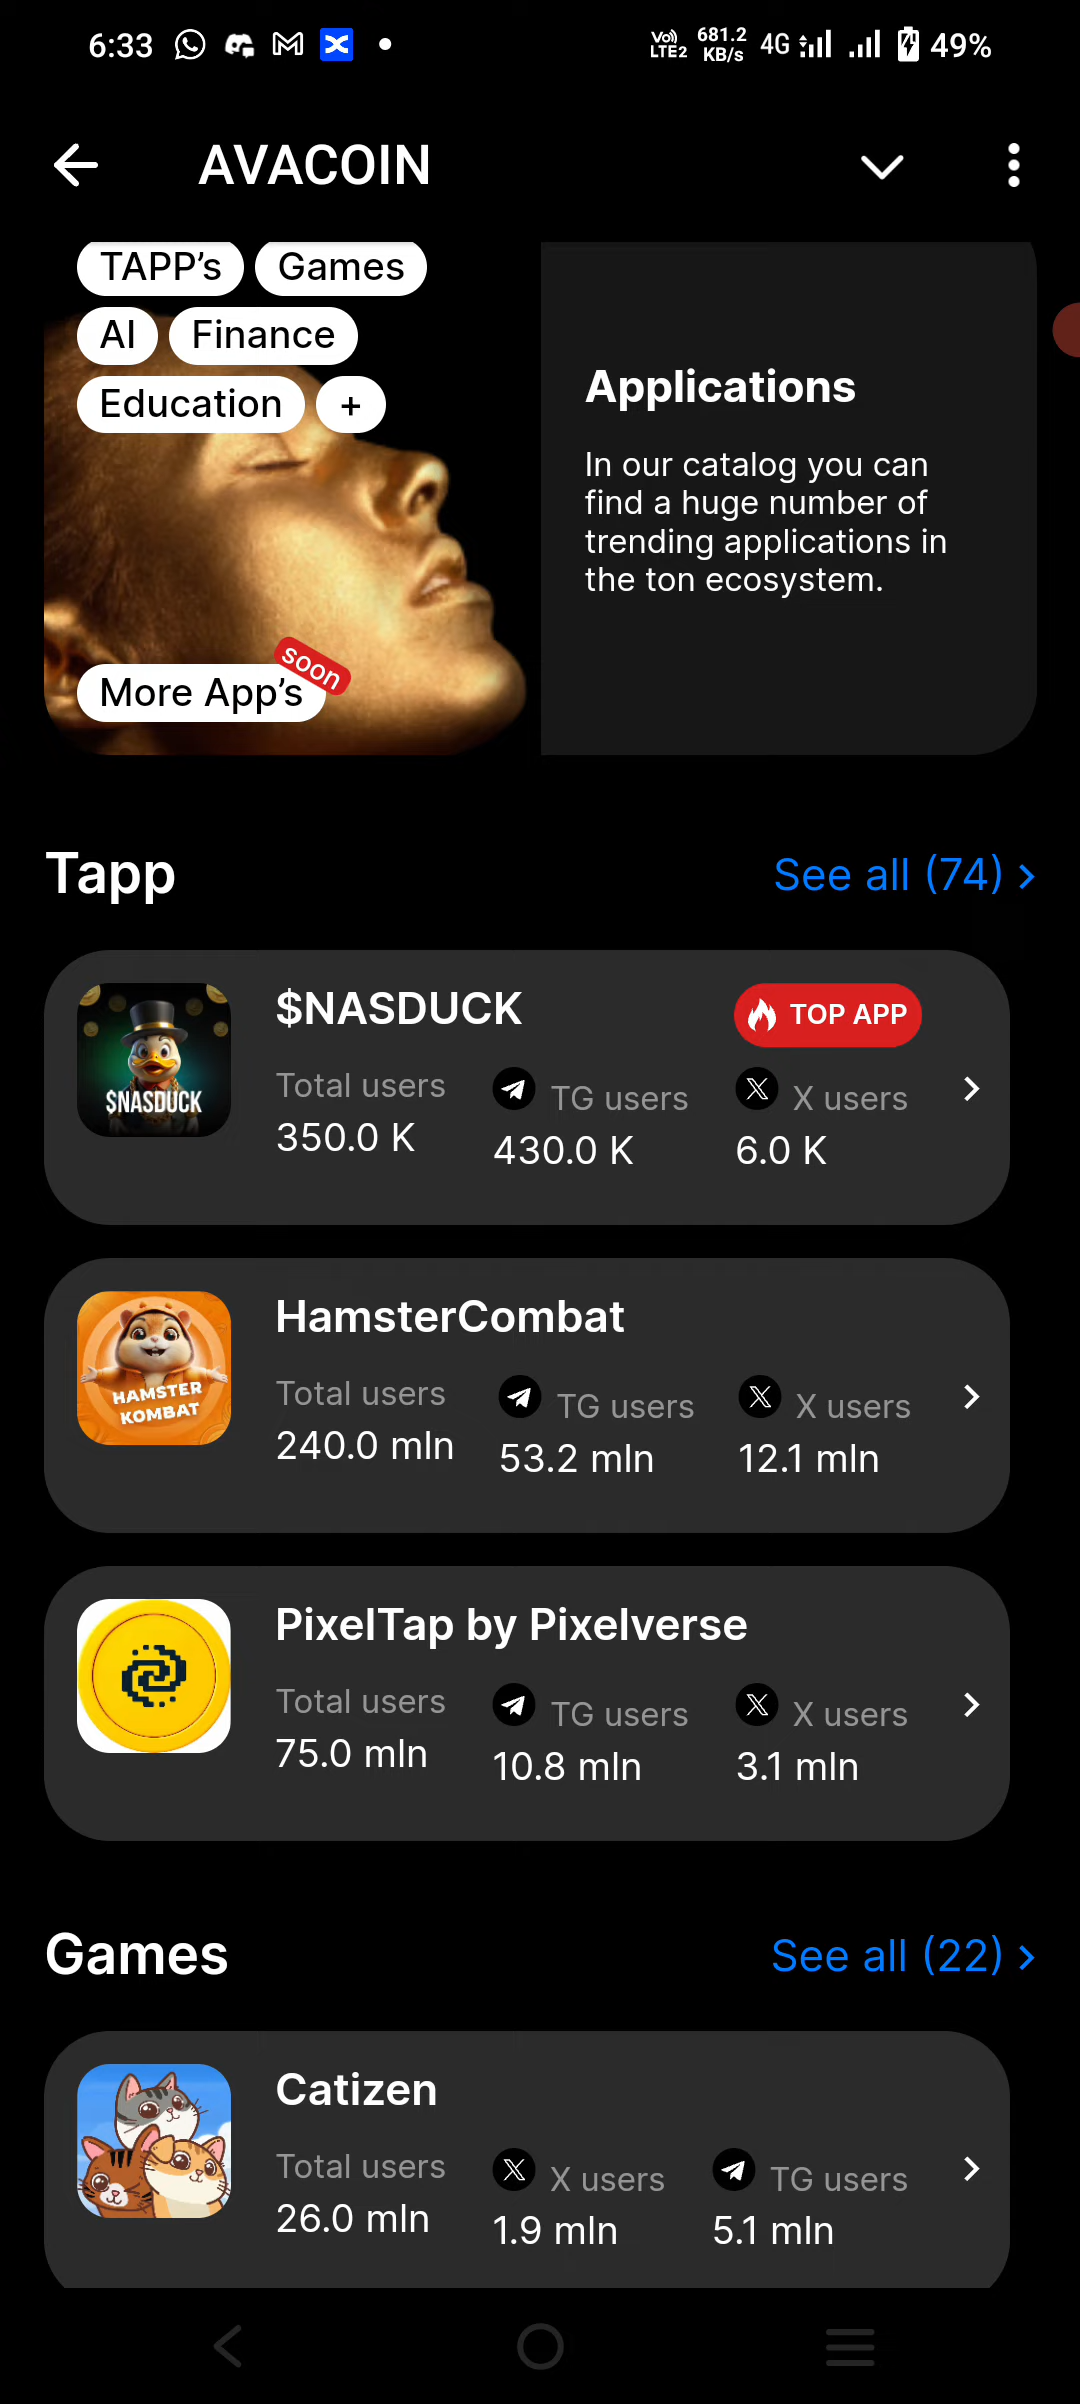 6:33
Vo)) LTE2
681.2 KB/s
4G
49%
AVACOIN
TAPP's
Games
AI
Finance
Education
+
More App's
soon
Applications
In our catalog you can
find a huge number of
trending applications in
the ton ecosystem.
Tapp
See all (74)
$NASDUCK
$NASDUCK
TOP APP
Total users
TG users
X users
350.0 K
430.0 K
6.0 K
HAMSTER
KOMBAT
HamsterCombat
Total users
TG users
X users
240.0 mln
53.2 mln
12.1 mln
PixelTap by Pixelverse
Total users
TG users
X users
75.0 mln
10.8 mln
3.1 mln
Games
See all (22)
Catizen
Total users
X users
TG users
26.0 mln
1.9 mln
5.1 mln